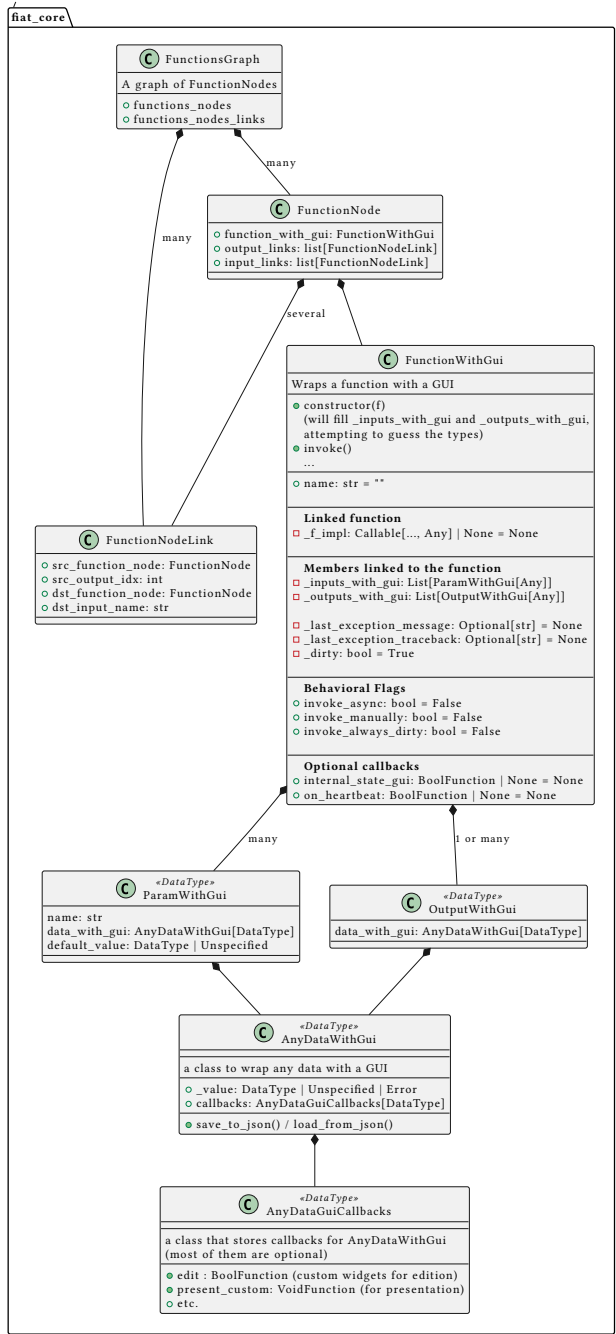 fiat_core
C FunctionsGraph
A graph of FunctionNodes
functions_nodes
functions_nodes_links
many
many
C FunctionNode
function_with_gui: FunctionWithGui
output_links: list[FunctionNodeLink]
input_links: list[FunctionNodeLink]
several
C FunctionWithGui
Wraps a function with a GUI
constructor(f)
(will fill _inputs_with_gui and _outputs_with_gui,
attempting to guess the types)
invoke()
...
name: str = ""
Linked function
_f_impl: Callable[..., Any] | None = None
Members linked to the function
_inputs_with_gui: List[ParamWithGui[Any]]
_outputs_with_gui: List[OutputWithGui[Any]]
_last_exception_message: Optional[str] = None
_last_exception_traceback: Optional[str] = None
_dirty: bool = True
Behavioral Flags
invoke_async: bool = False
invoke_manually: bool = False
invoke_always_dirty: bool = False
Optional callbacks
internal_state_gui: BoolFunction | None = None
on_heartbeat: BoolFunction | None = None
C FunctionNodeLink
src_function_node: FunctionNode
src_output_idx: int
dst_function_node: FunctionNode
dst_input_name: str
many
1 or many
«DataType»
C ParamWithGui
name: str
data_with_gui: AnyDataWithGui[DataType]
default_value: DataType | Unspecified
«DataType»
C OutputWithGui
data_with_gui: AnyDataWithGui[DataType]
«DataType»
C AnyDataWithGui
a class to wrap any data with a GUI
_value: DataType | Unspecified | Error
callbacks: AnyDataGuiCallbacks[DataType]
save_to_json() / load_from_json()
«DataType»
C AnyDataGuiCallbacks
a class that stores callbacks for AnyDataWithGui
(most of them are optional)
edit : BoolFunction (custom widgets for edition)
present_custom: VoidFunction (for presentation)
etc.